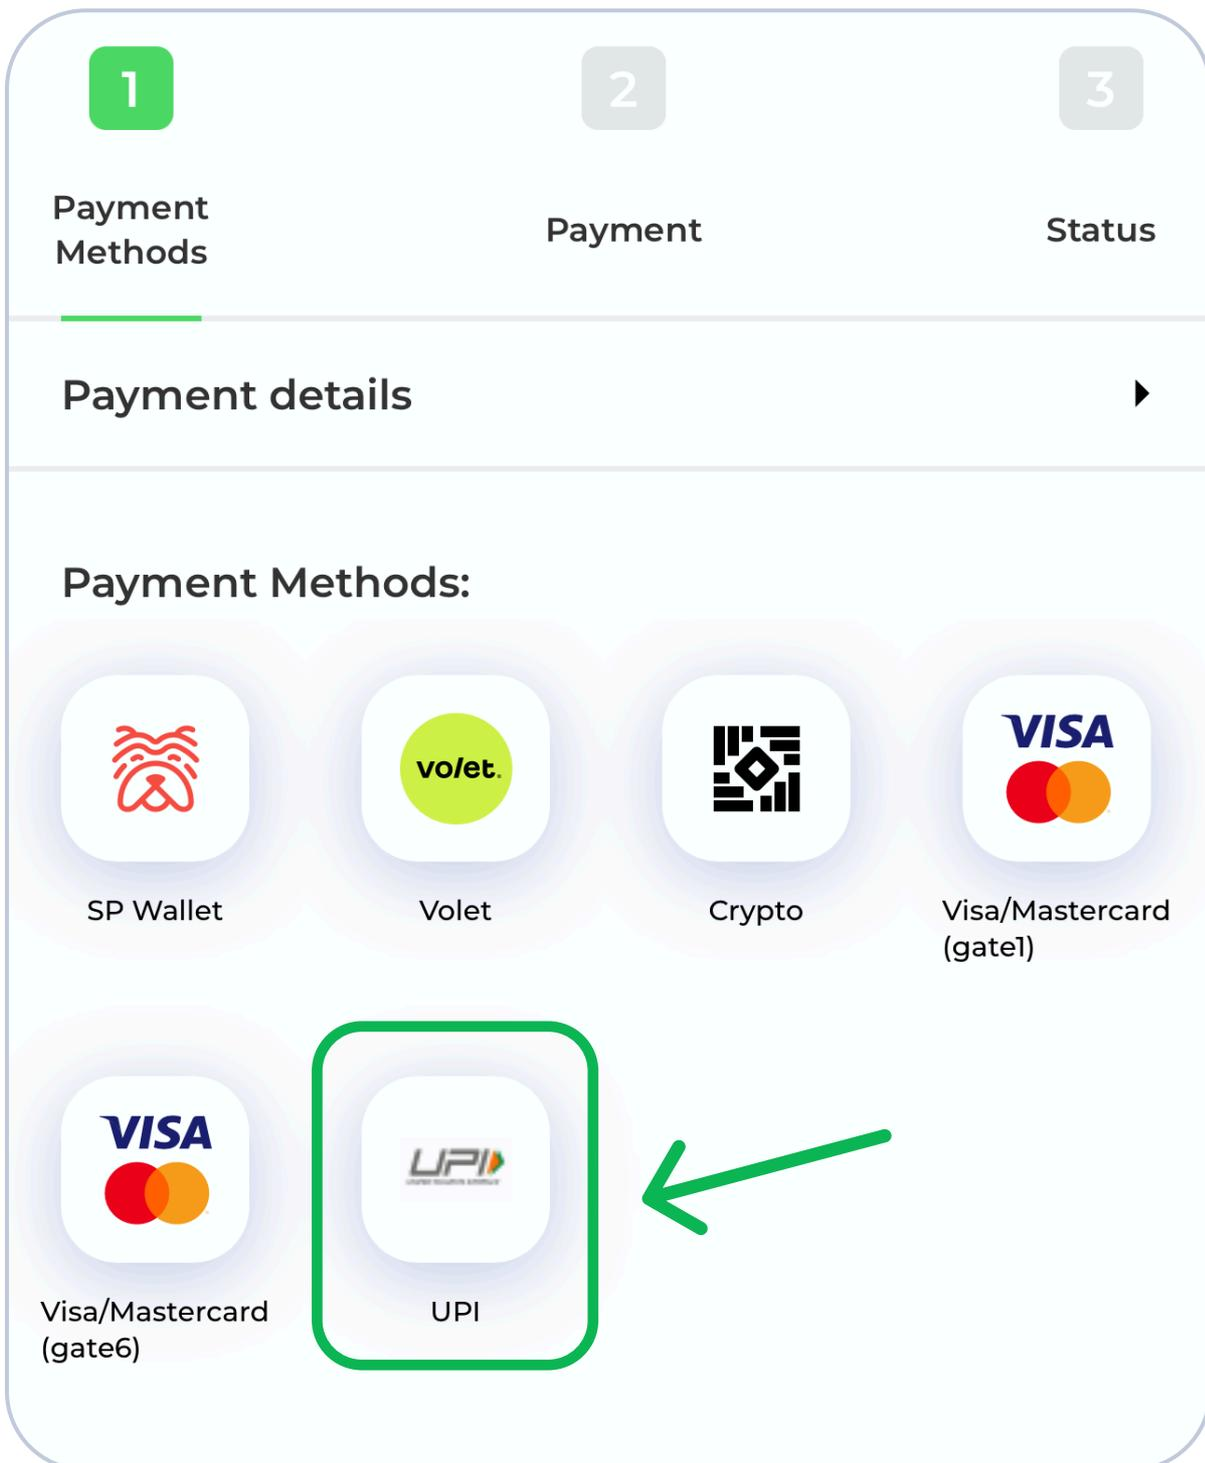 1
2
3
Payment
Methods
Payment
Status
Payment details
Payment Methods:
volet.
VISA
SP Wallet
Volet
Crypto
Visa/Mastercard
(gate1)
VISA
UPI
Visa/Mastercard
(gate6)
UPI